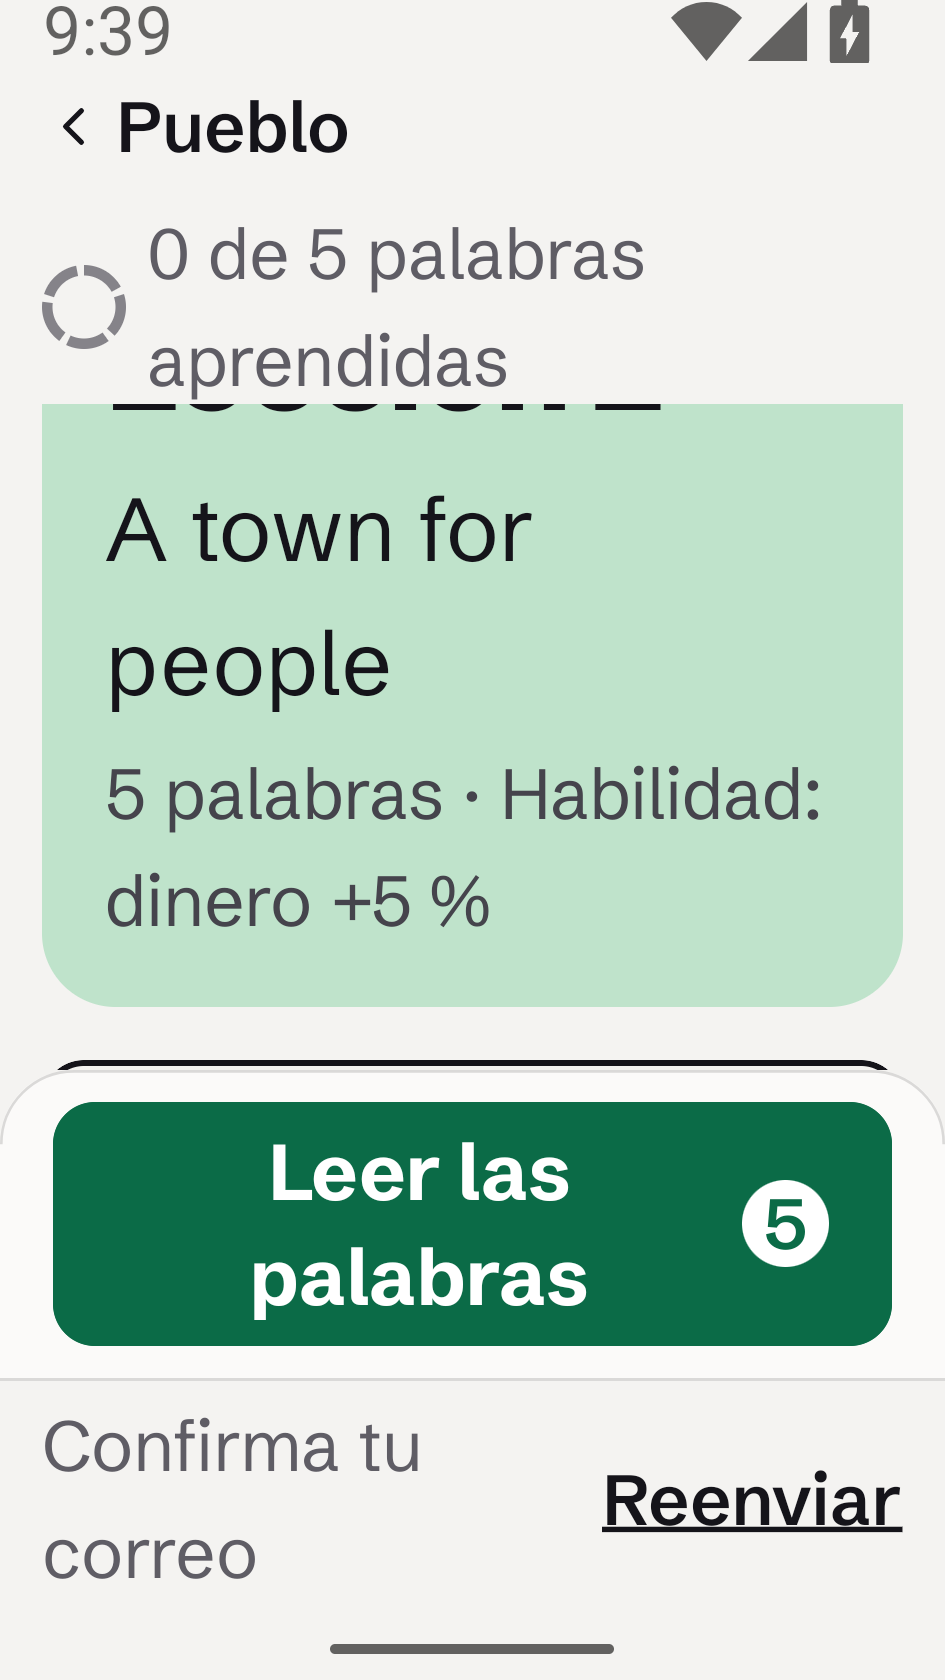 9:39
Pueblo
0 de 5 palabras
aprendidas
A town for
people
5 palabras · Habilidad:
dinero +5 %
Leer las
palabras
5
Confirma tu
correo
Reenviar